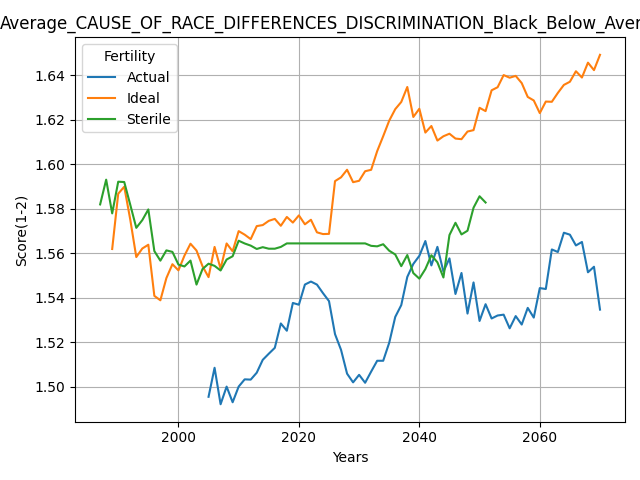 Average_CAUSE_OF_RACE_DIFFERENCES_DISCRIMINATION_Black_Below_Aver
Fertility
Actual
Ideal
Sterile
Score(1-2)
1.64
1.62
1.60
1.58
1.56
1.54
1.52
1.50
2000 2020 2040 2060
Years